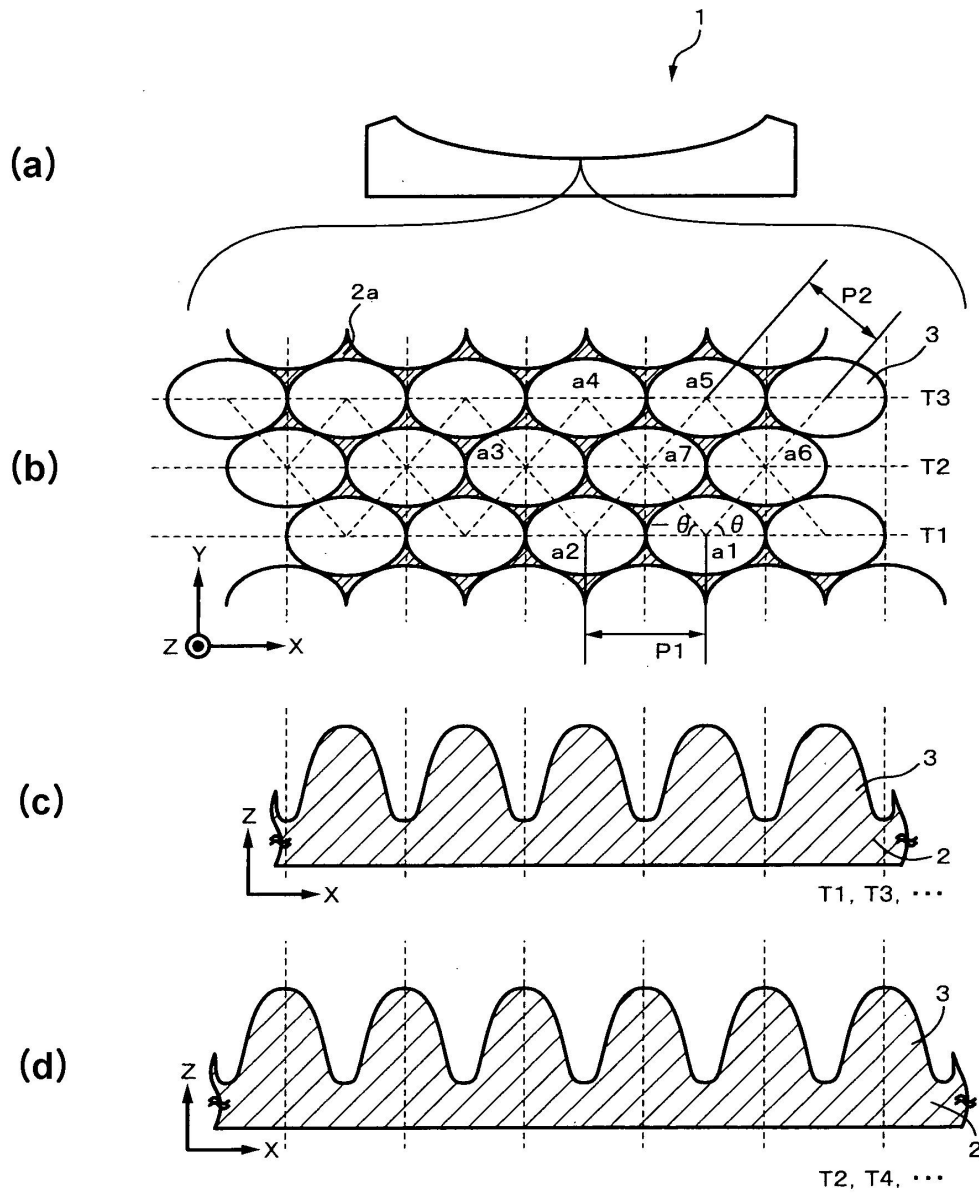 1
(a)
2a
P2
3
a4
a5
T3
(b)
a3
a7
a6
T2
−θ
θ
T1
a2
a1
Y
Z
X
P1
(c)
3
Z
2
X
T1, T3, ···
(d)
3
Z
X
2
T2, T4, ···